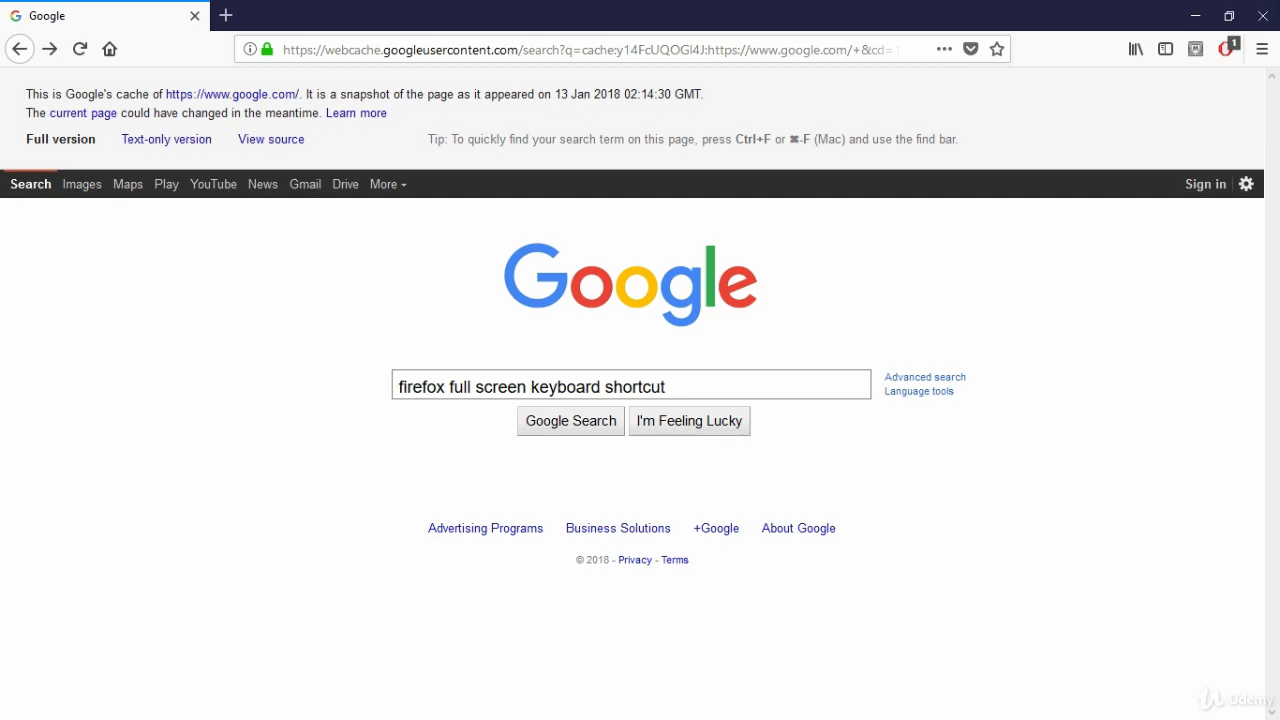 Google
https://webcache.googleusercontent.com/search?q=cache:y14FcUQOGl4J:https://www.google.com/+&cd=
1
This is Google's cache of https://www.google.com/. It is a snapshot of the page as it appeared on 13 Jan 2018 02:14:30 GMT.
The current page could have changed in the meantime. Learn more
Full version Text-only version View source Tip: To quickly find your search term on this page, press Ctrl+F or ⌘-F (Mac) and use the find bar.
Search Images Maps Play YouTube News Gmail Drive More Sign in
Google
firefox full screen keyboard shortcut
Advanced search
Language tools
Google Search I'm Feeling Lucky
Advertising Programs Business Solutions +Google About Google
© 2018 - Privacy - Terms
Udemy